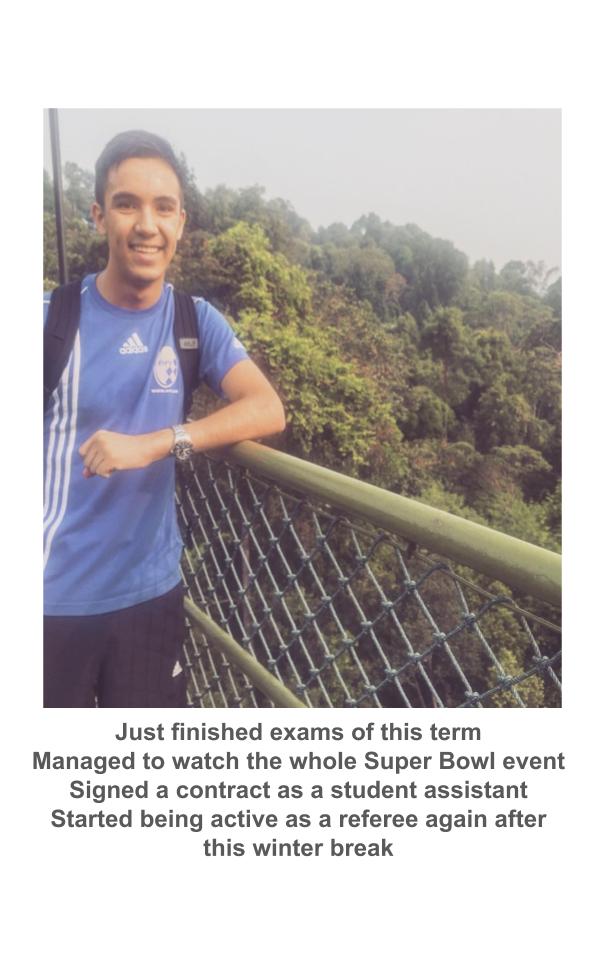 adidas
Just finished exams of this term
Managed to watch the whole Super Bowl event
Signed a contract as a student assistant
Started being active as a referee again after
this winter break